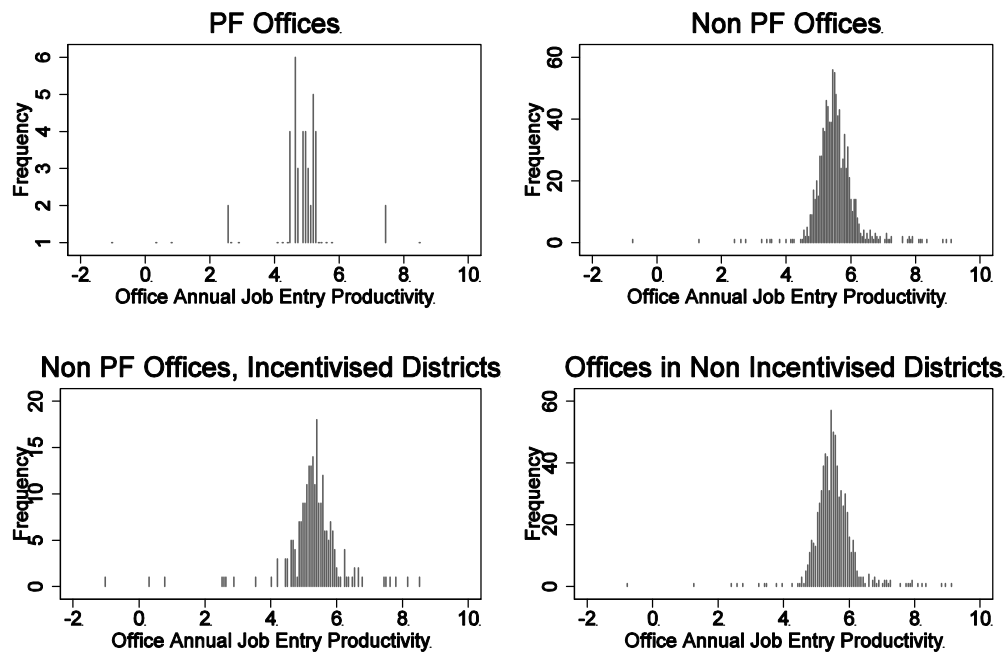 PF Offices.
Frequency
6
5
4
3
2
1
-2. 0. 2. 4. 6. 8. 10.
Office Annual Job Entry Productivity.
Non PF Offices.
Frequency
60
40
20
0
-2. 0. 2. 4. 6. 8. 10.
Office Annual Job Entry Productivity.
Non PF Offices, Incentivised Districts
Frequency
20
15
10
5
0
-2. 0. 2. 4. 6. 8. 10.
Office Annual Job Entry Productivity.
Offices in Non Incentivised Districts.
Frequency
60
40
20
0
-2. 0. 2. 4. 6. 8. 10.
Office Annual Job Entry Productivity.